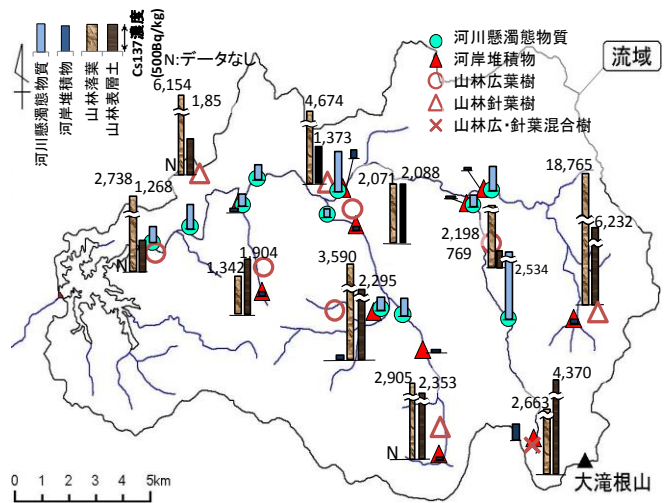 河川懸濁態物質
河岸堆積物
山林落葉
山林表層土
Cs137濃度
(500Bq/kg)
N:データなし
河川懸濁態物質
河岸堆積物
山林広葉樹
山林針葉樹
山林広・針葉混合樹
流域
6,154
1,85
N
4,674
1,373
2,738
1,268
N
2,071
2,088
18,765
6,232
2,198
769
2,534
1,342
1,904
3,590
2,295
2,905
2,353
N
2,663
4,370
大滝根山
0 1 2 3 4 5km